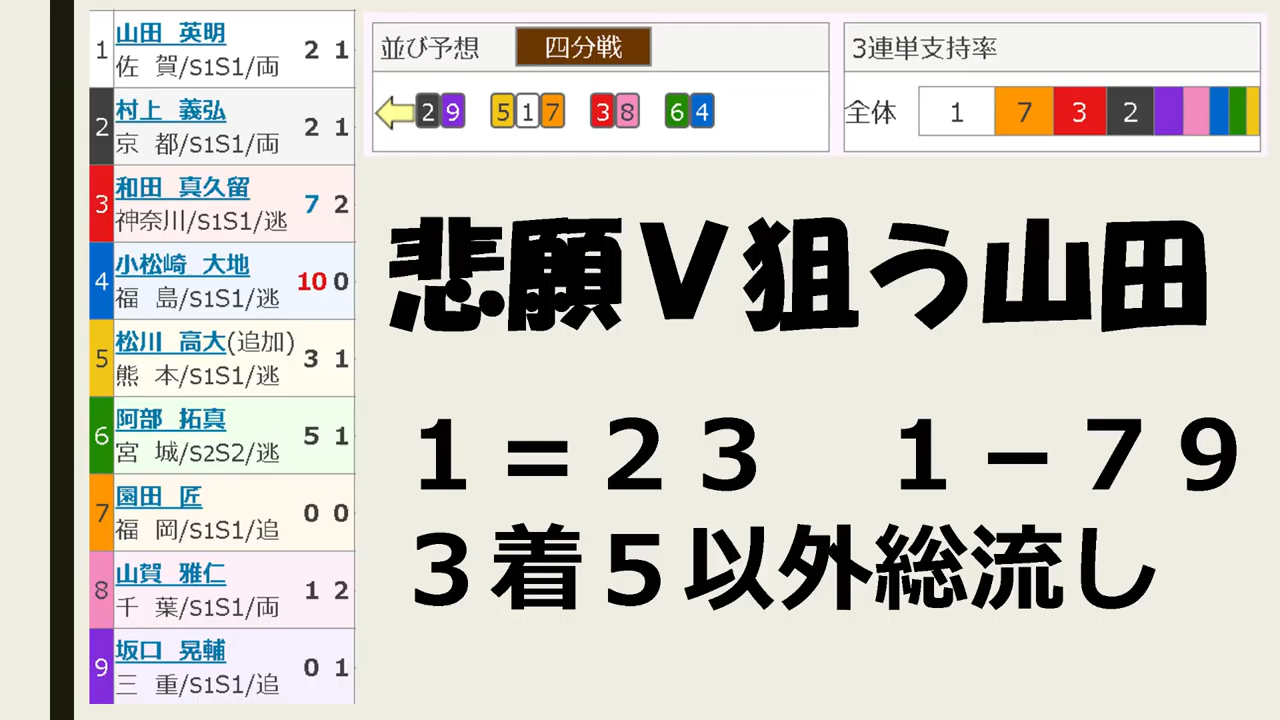 1 山田 英明 2 1
佐 賀/S1S1/両
2 村上 義弘 2 1
京 都/S1S1/両
3 和田 真久留 7 2
神奈川/S1S1/逃
4 小松崎 大地 10 0
福 島/S1S1/逃
5 松川 高大(追加) 3 1
熊 本/S1S1/逃
6 阿部 拓真 5 1
宮 城/S2S2/逃
7 園田 匠 0 0
福 岡/S1S1/追
8 山賀 雅仁 1 2
千 葉/S1S1/両
9 坂口 晃輔 0 1
三 重/S1S1/追
並び予想 四分戦
2 9 5 1 7 3 8 6 4
3連単支持率
全体 1 7 3 2
悲願V狙う山田
1=23 1-79
3着5以外総流し